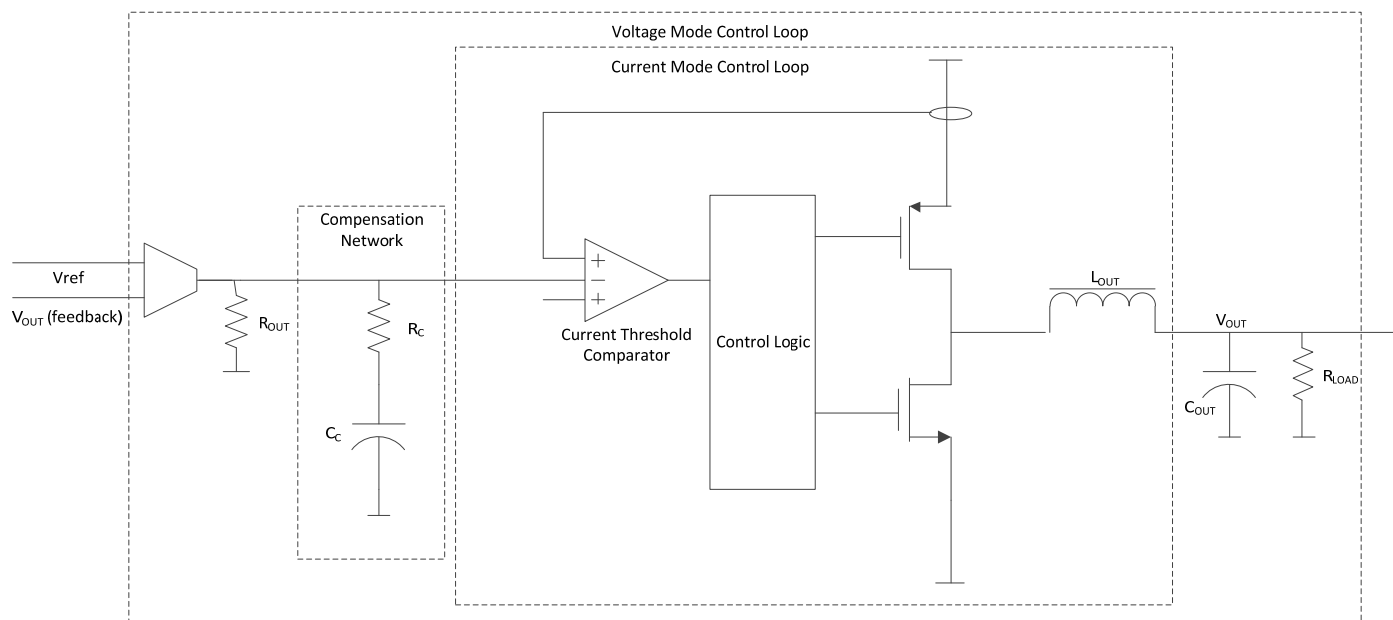 Voltage Mode Control Loop
Current Mode Control Loop
Compensation
Network
Vref
VOUT (feedback)
ROUT
RC
CC
+
−
+
Current Threshold
Comparator
Control Logic
LOUT
VOUT
COUT
RLOAD